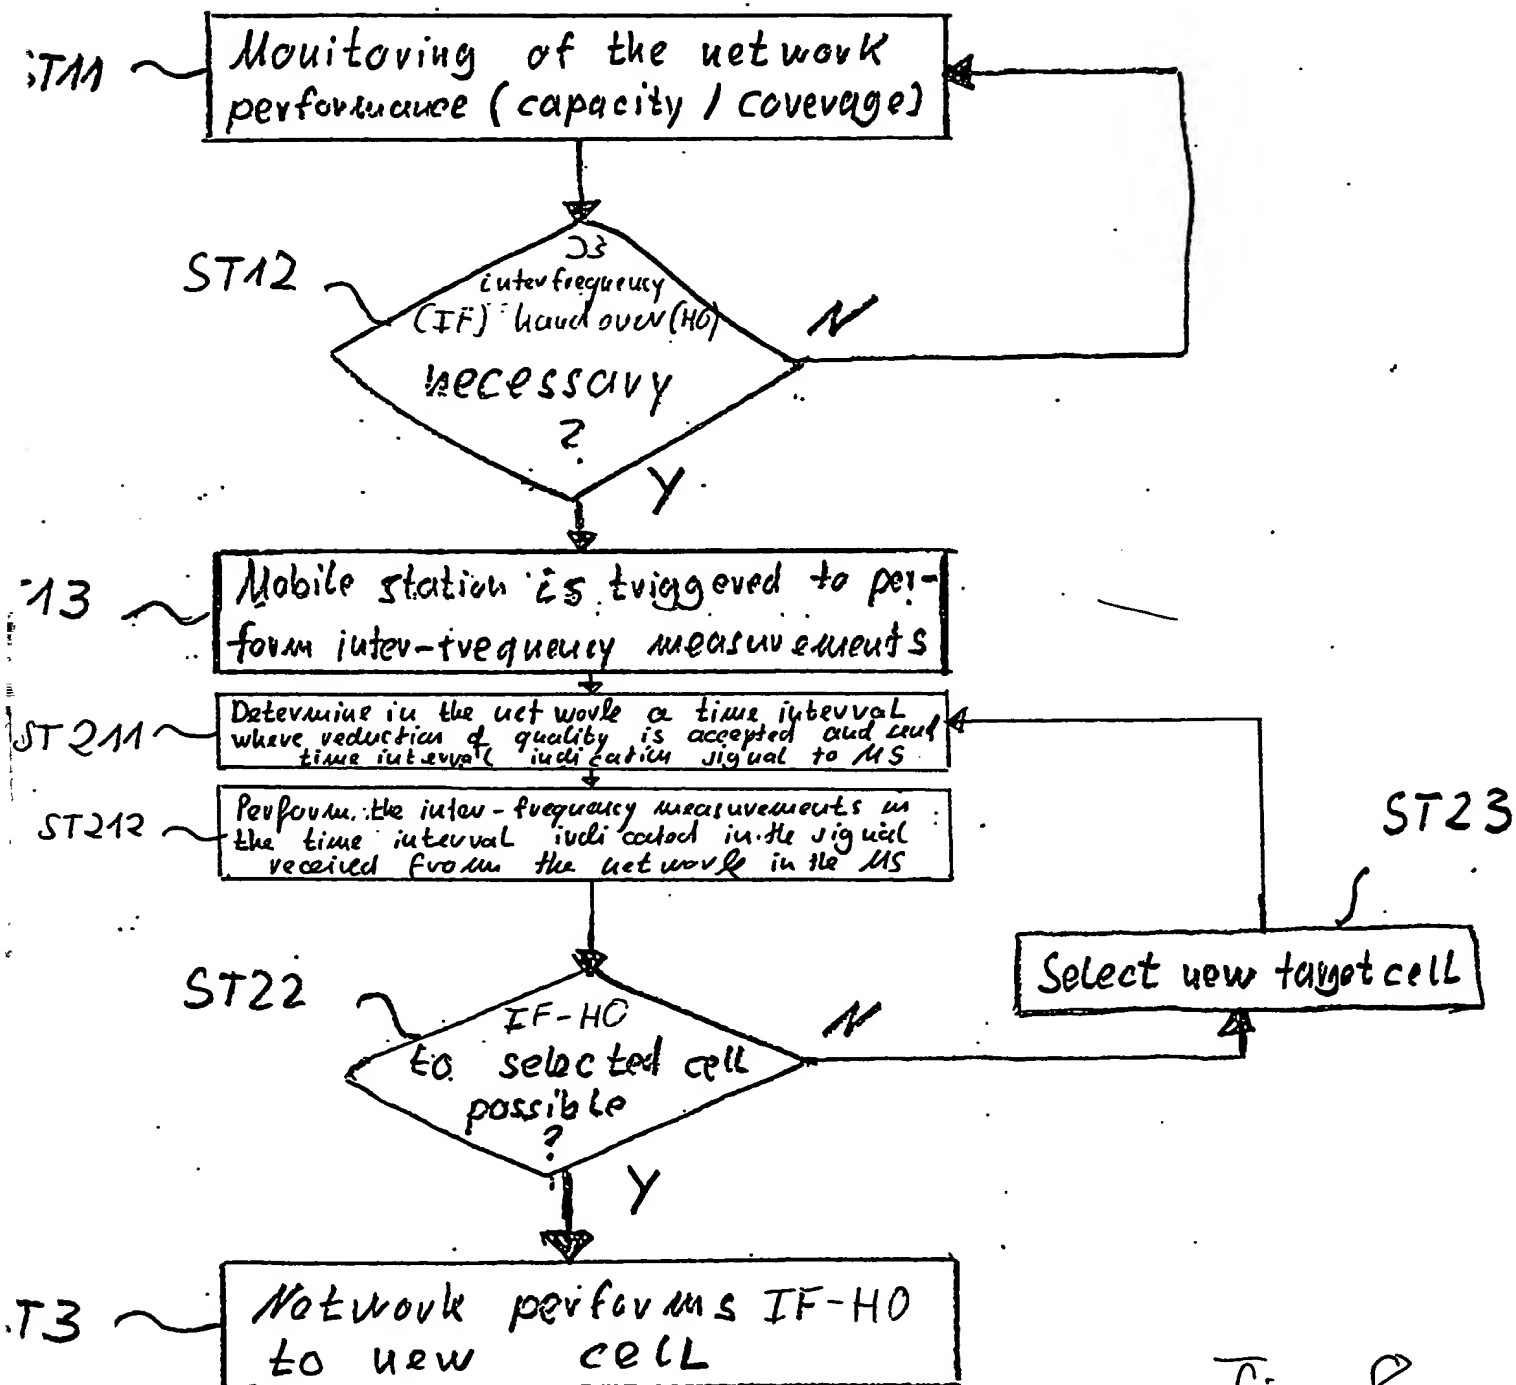 ST11
Monitoring of the network
performance (capacity / coverage)
ST12
Is
interfrequency
(IF) handover (HO)
necessary
?
N
Y
13
Mobile station is triggered to per-
form inter-frequency measurements
ST211
Determine in the network a time interval
where reduction of quality is accepted and send
time interval indication signal to MS
ST212
Perform the inter-frequency measurements in
the time interval indicated in the signal
received from the network in the MS
ST23
Select new target cell
ST22
IF-HO
to selected cell
possible
?
N
Y
T3
Network performs IF-HO
to new cell